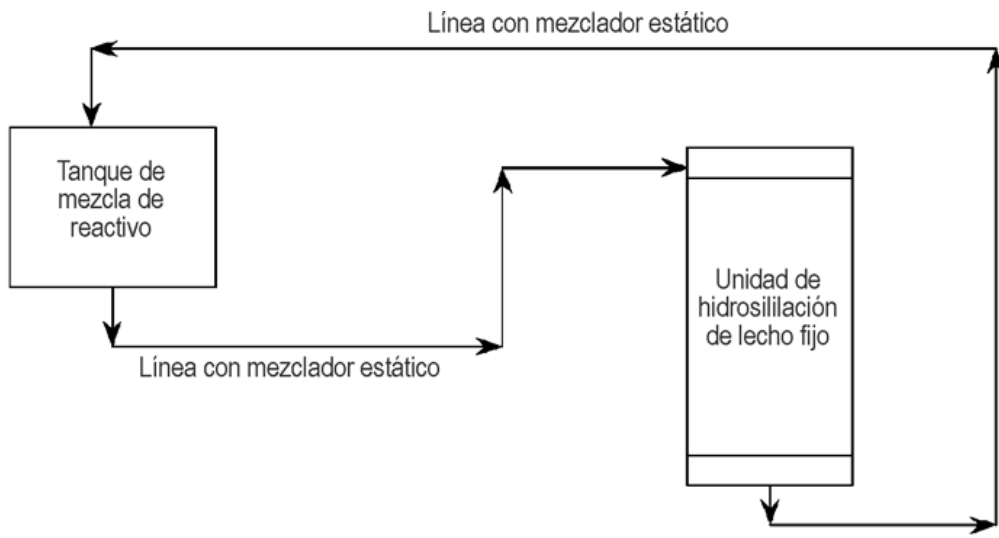 Línea con mezclador estático
Tanque de
mezcla de
reactivo
Unidad de
hidrosililación
de lecho fijo
Línea con mezclador estático